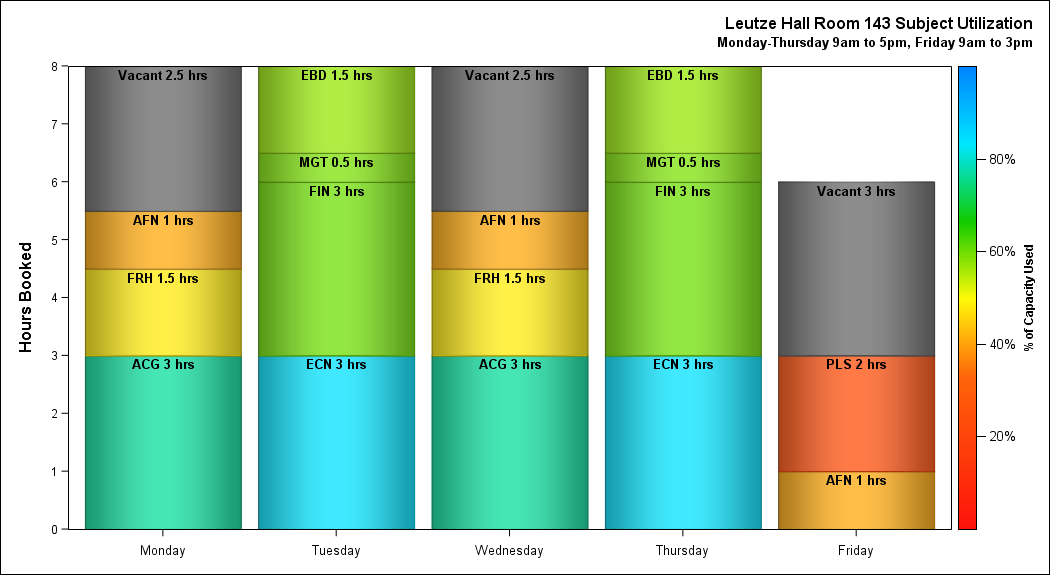 Leutze Hall Room 143 Subject Utilization
Monday-Thursday 9am to 5pm, Friday 9am to 3pm
Hours Booked
8
7
6
5
4
3
2
1
0
Vacant 2.5 hrs
AFN 1 hrs
FRH 1.5 hrs
ACG 3 hrs
EBD 1.5 hrs
MGT 0.5 hrs
FIN 3 hrs
ECN 3 hrs
Vacant 2.5 hrs
AFN 1 hrs
FRH 1.5 hrs
ACG 3 hrs
EBD 1.5 hrs
MGT 0.5 hrs
FIN 3 hrs
ECN 3 hrs
Vacant 3 hrs
PLS 2 hrs
AFN 1 hrs
Monday
Tuesday
Wednesday
Thursday
Friday
80%
60%
40%
20%
% of Capacity Used